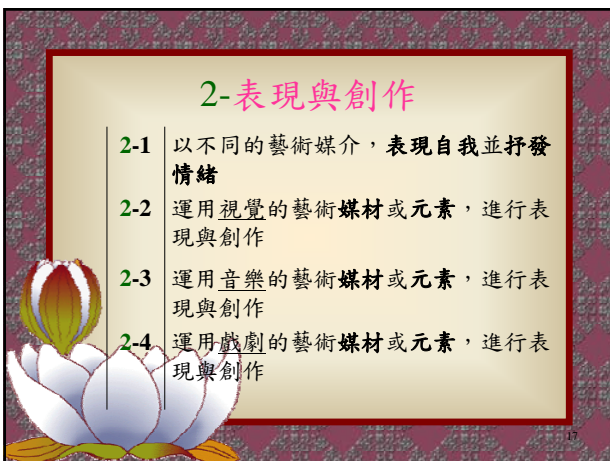 2-表現與創作
2-1 以不同的藝術媒介，表現自我並抒發
情緒
2-2 運用視覺的藝術媒材或元素，進行表
現與創作
2-3 運用音樂的藝術媒材或元素，進行表
現與創作
2-4 運用戲劇的藝術媒材或元素，進行表
現與創作
17